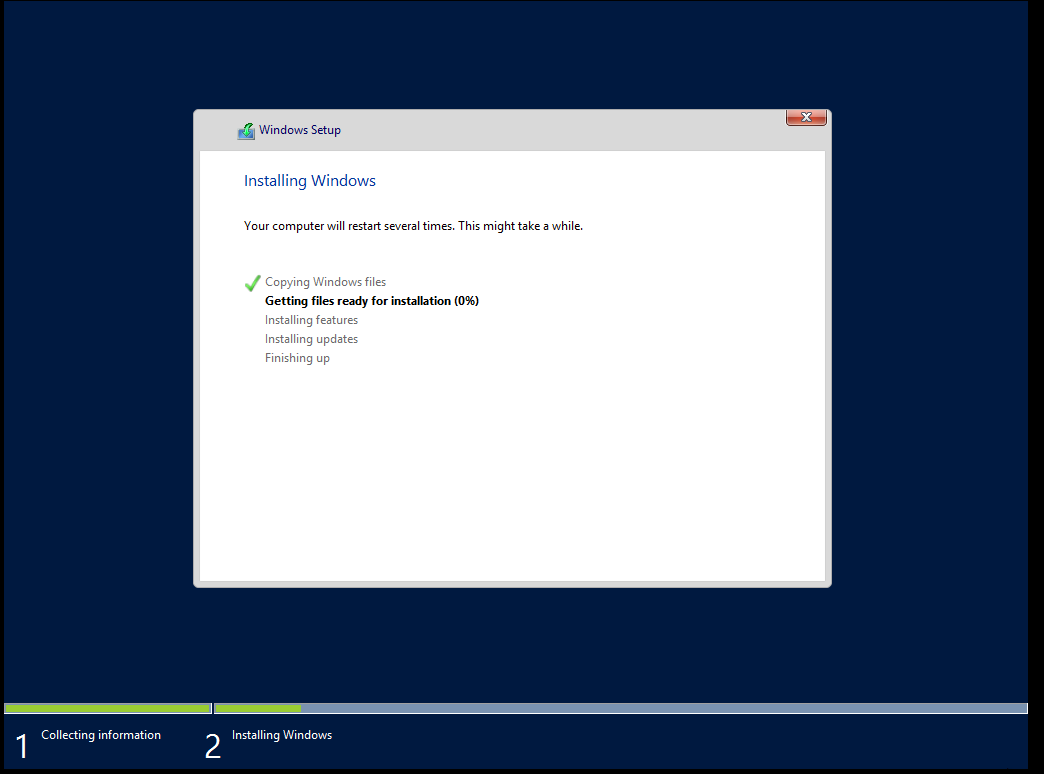 Windows Setup
Installing Windows
Your computer will restart several times. This might take a while.
Copying Windows files
Getting files ready for installation (0%)
Installing features
Installing updates
Finishing up
1 Collecting information
2 Installing Windows